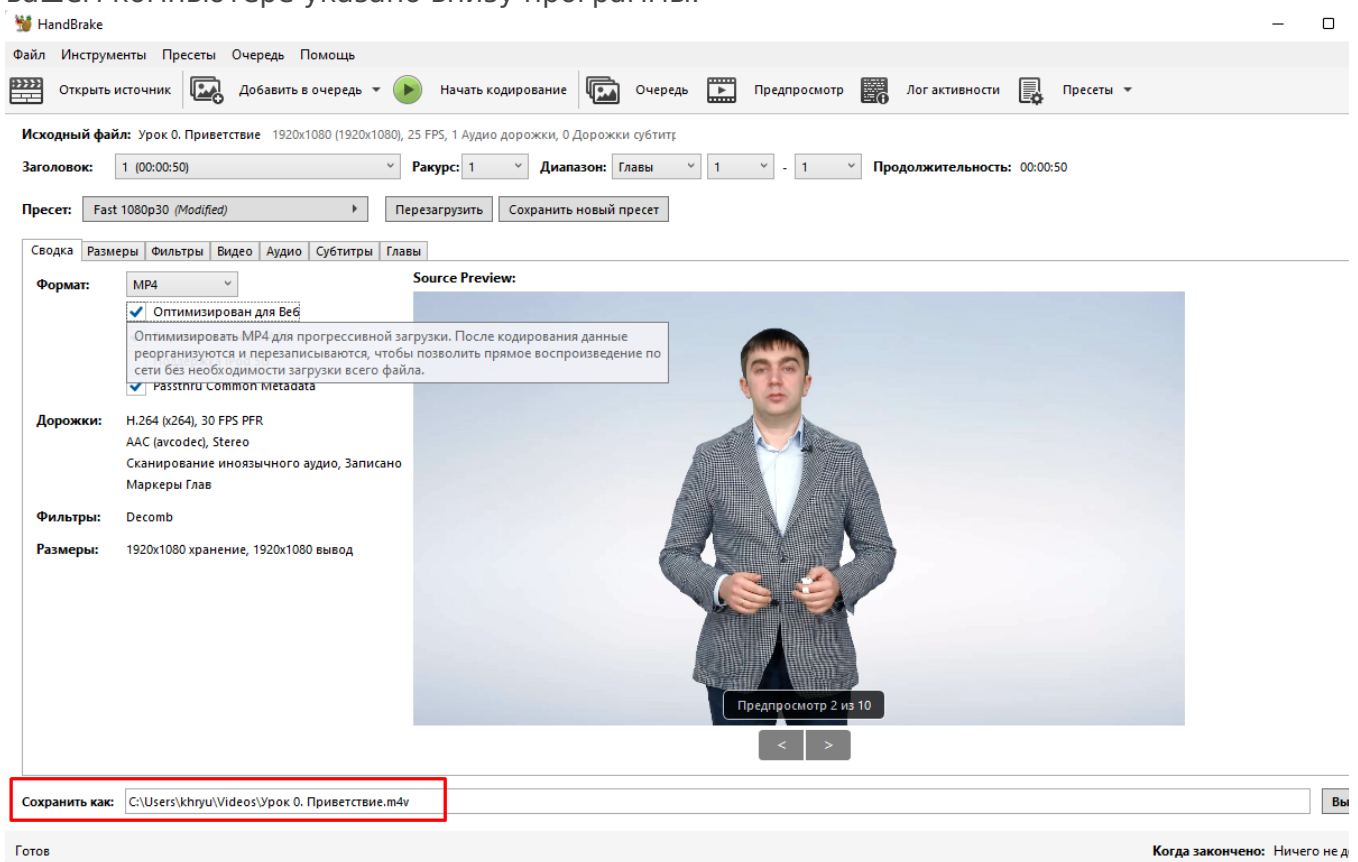 вашем компьютере указано внизу программы.
HandBrake
Файл Инструменты Пресеты Очередь Помощь
Открыть источник Добавить в очередь Начать кодирование Очередь Предпросмотр Лог активности Пресеты
Исходный файл: Урок 0. Приветствие 1920x1080 (1920x1080), 25 FPS, 1 Аудио дорожки, 0 Дорожки субтитр
Заголовок: 1 (00:00:50) Ракурс: 1 Диапазон: Главы 1 - 1 Продолжительность: 00:00:50
Пресет: Fast 1080p30 (Modified) Перезагрузить Сохранить новый пресет
Сводка Размеры Фильтры Видео Аудио Субтитры Главы
Формат: MP4 Source Preview:
Оптимизирован для Веб
Оптимизировать MP4 для прогрессивной загрузки. После кодирования данные
реорганизуются и перезаписываются, чтобы позволить прямое воспроизведение по
сети без необходимости загрузки всего файла.
Passthru Common Metadata
Дорожки: H.264 (x264), 30 FPS PFR
AAC (avcodec), Stereo
Сканирование иноязычного аудио, Записано
Маркеры Глав
Фильтры: Decomb
Размеры: 1920x1080 хранение, 1920x1080 вывод
Предпросмотр 2 из 10
< >
Сохранить как: C:\Users\khryu\Videos\Урок 0. Приветствие.m4v Вы
Готов Когда закончено: Ничего не д